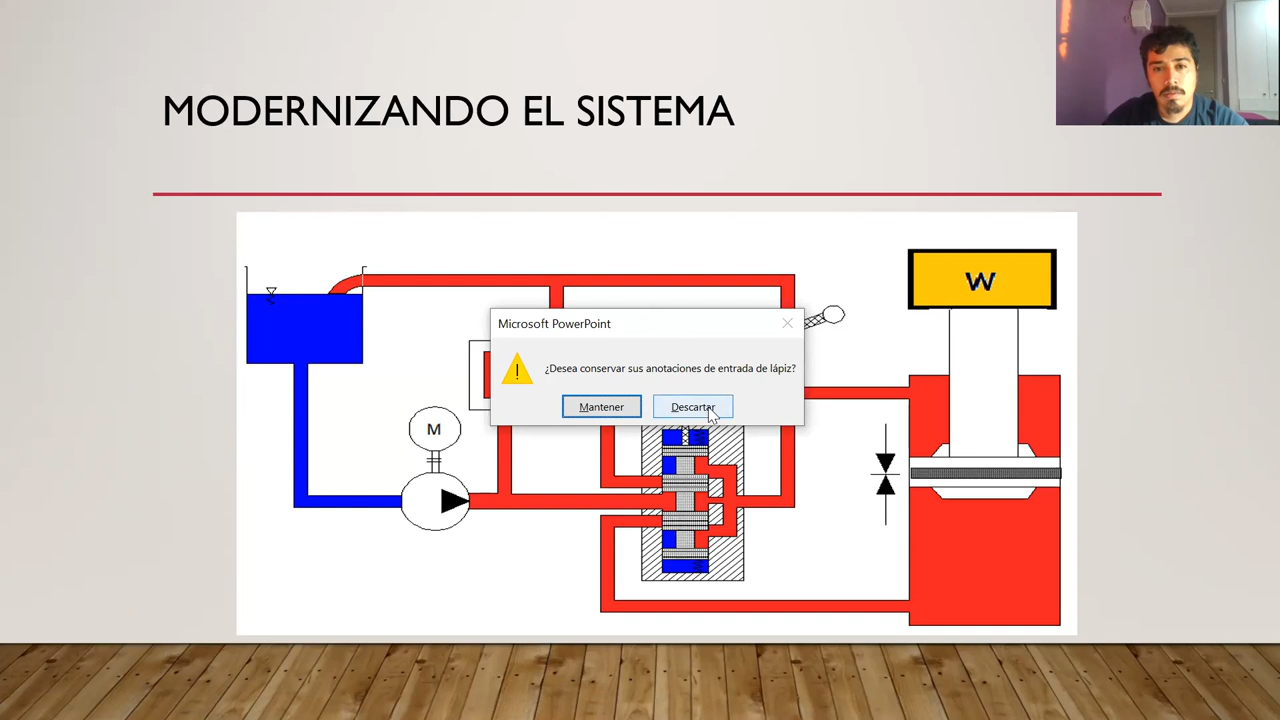 MODERNIZANDO EL SISTEMA
W
Microsoft PowerPoint
¿Desea conservar sus anotaciones de entrada de lápiz?
Mantener
Descartar
M